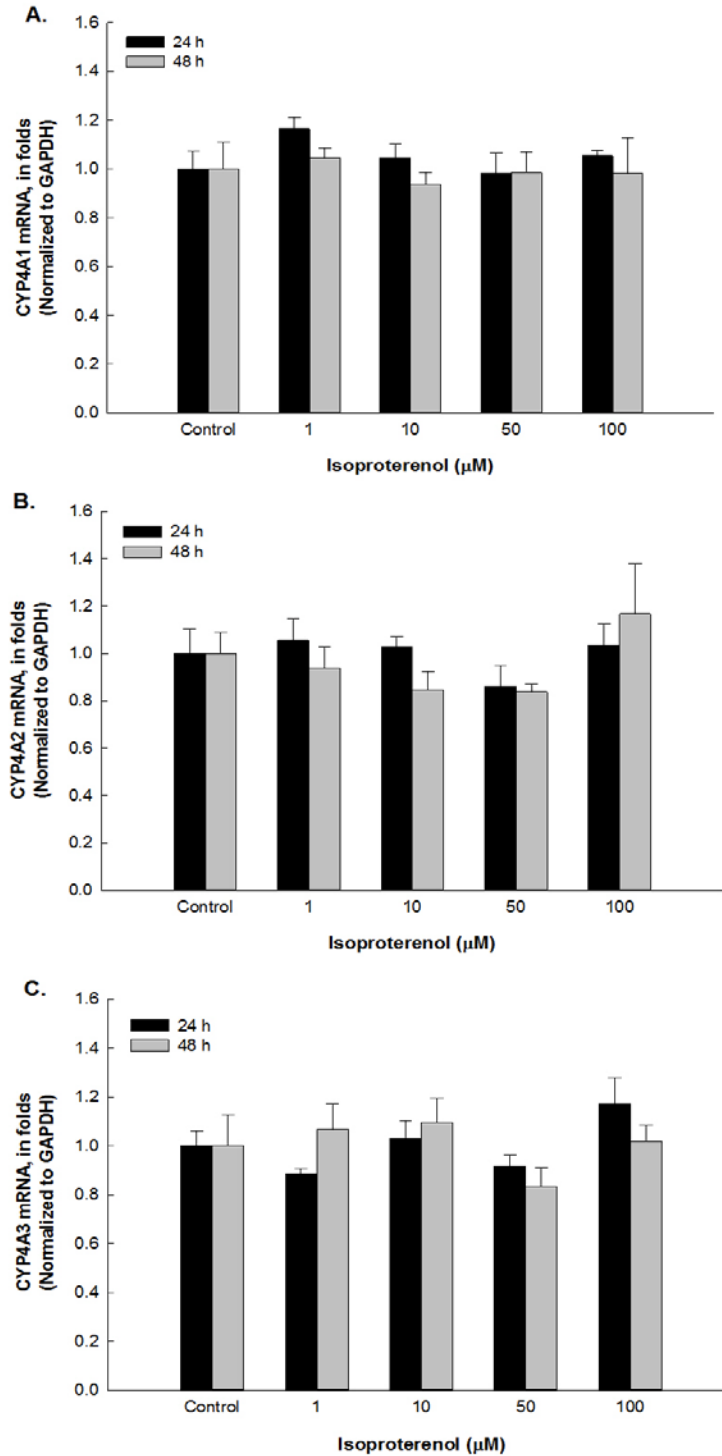 A.
24 h
48 h
CYP4A1 mRNA, in folds
(Normalized to GAPDH)
1.6
1.4
1.2
1.0
0.8
0.6
0.4
0.2
0.0
Control 1 10 50 100
Isoproterenol (μM)
B.
24 h
48 h
CYP4A2 mRNA, in folds
(Normalized to GAPDH)
1.6
1.4
1.2
1.0
0.8
0.6
0.4
0.2
0.0
Control 1 10 50 100
Isoproterenol (μM)
C.
24 h
48 h
CYP4A3 mRNA, in folds
(Normalized to GAPDH)
1.6
1.4
1.2
1.0
0.8
0.6
0.4
0.2
0.0
Control 1 10 50 100
Isoproterenol (μM)